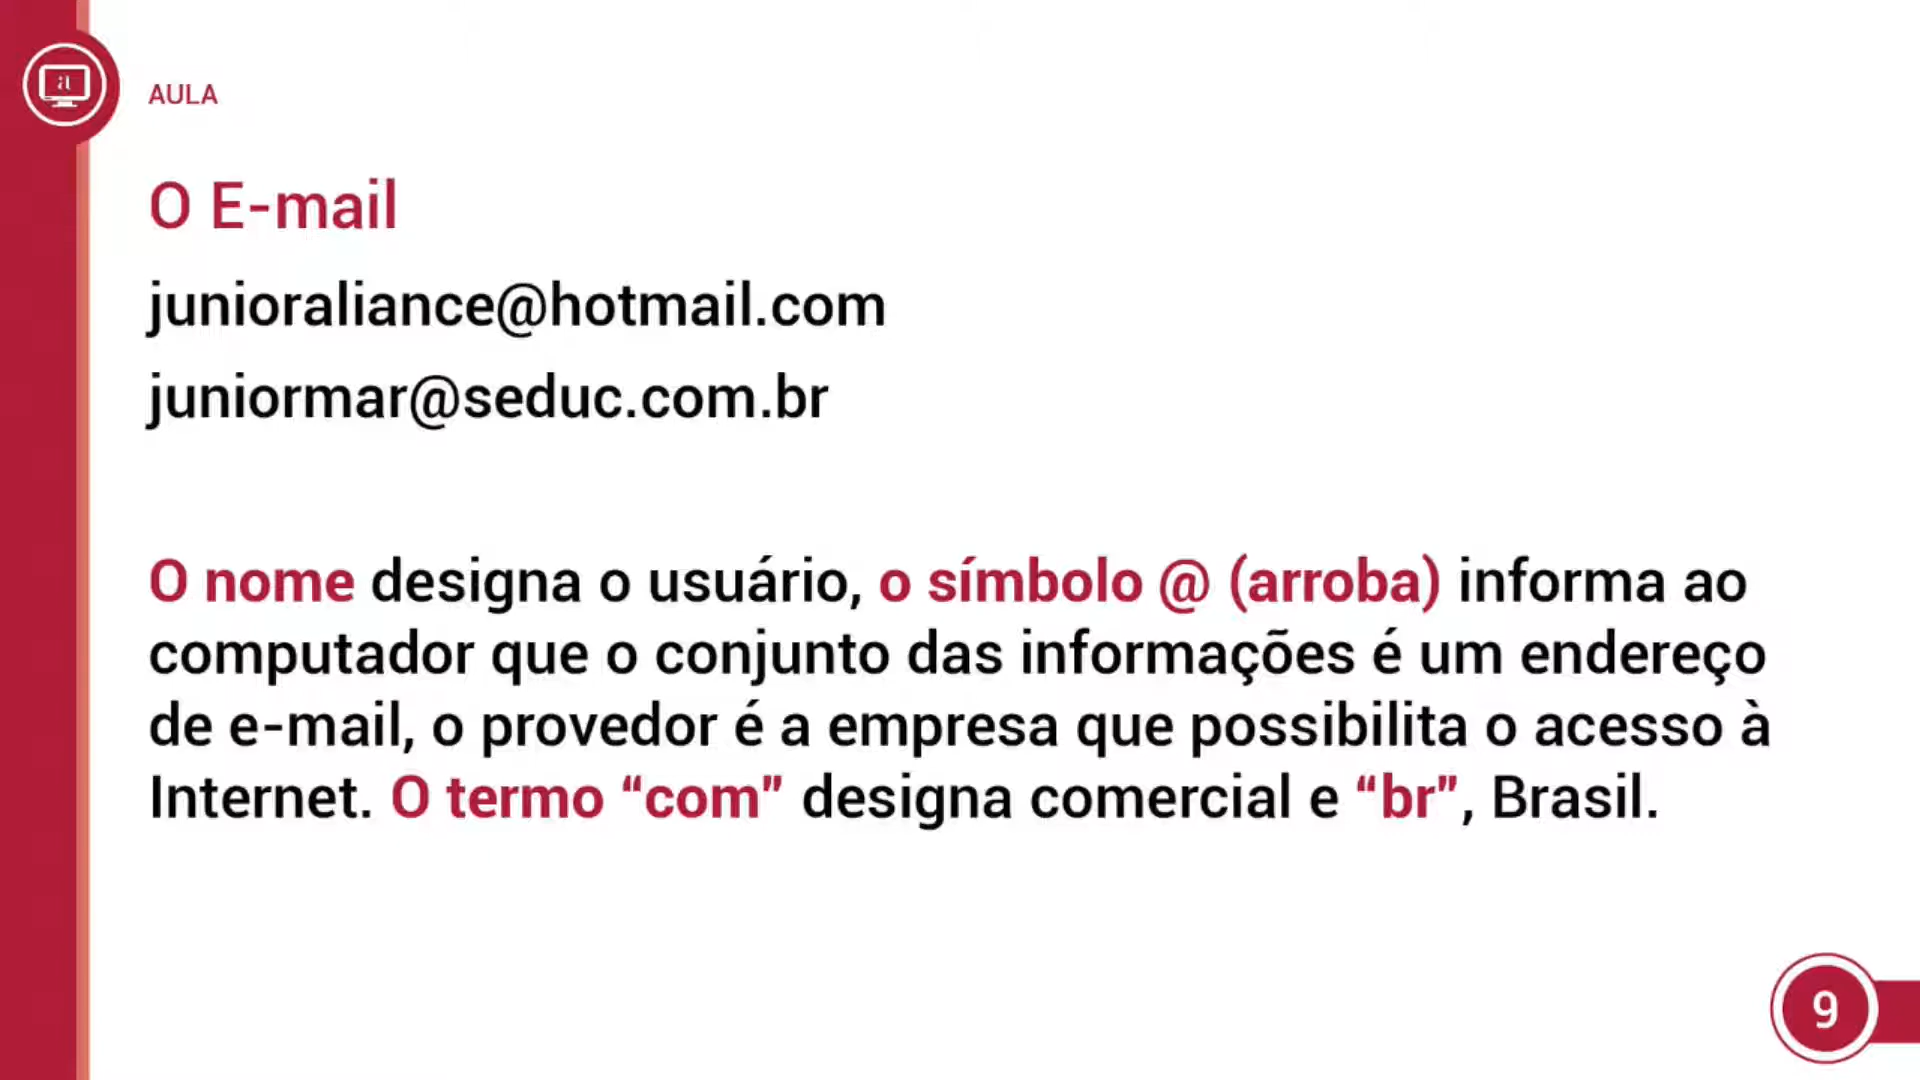 AULA
O E-mail
junioraliance@hotmail.com
juniormar@seduc.com.br
O nome designa o usuário, o símbolo @ (arroba) informa ao
computador que o conjunto das informações é um endereço
de e-mail, o provedor é a empresa que possibilita o acesso à
Internet. O termo “com” designa comercial e “br”, Brasil.
9